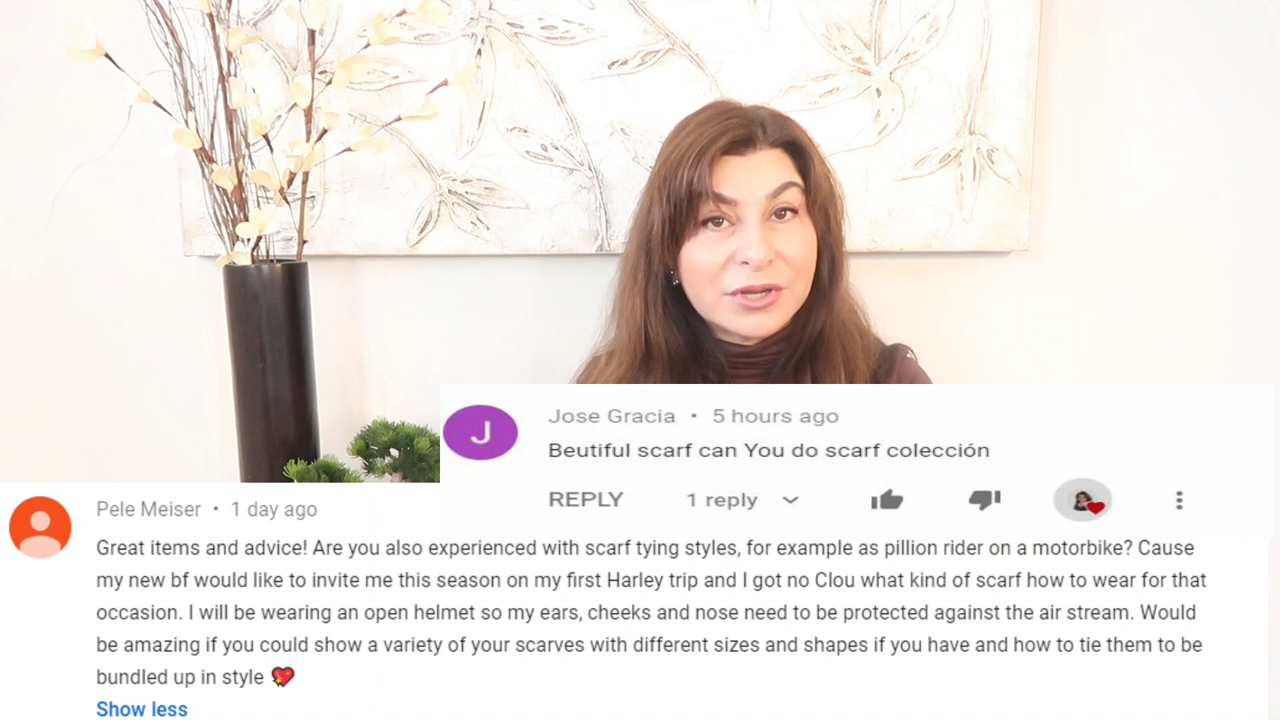 Jose Gracia • 5 hours ago
J
Beutiful scarf can You do scarf colección
REPLY 1 reply
Pele Meiser • 1 day ago
Great items and advice! Are you also experienced with scarf tying styles, for example as pillion rider on a motorbike? Cause
my new bf would like to invite me this season on my first Harley trip and I got no Clou what kind of scarf how to wear for that
occasion. I will be wearing an open helmet so my ears, cheeks and nose need to be protected against the air stream. Would
be amazing if you could show a variety of your scarves with different sizes and shapes if you have and how to tie them to be
bundled up in style 💖
Show less